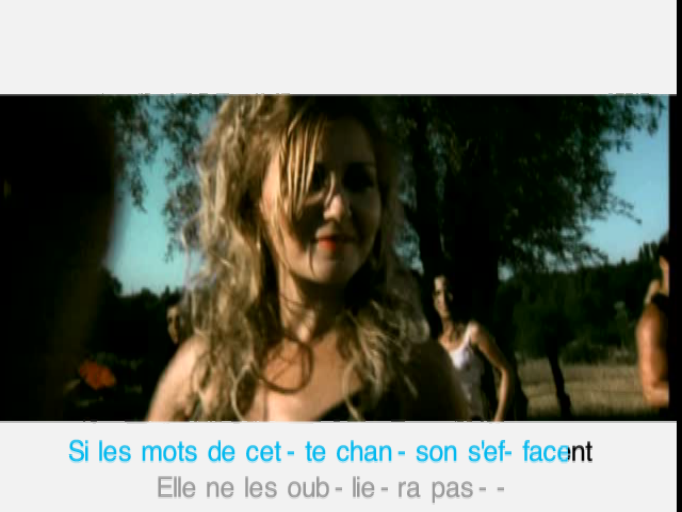 Si les mots de cet - te chan - son s'ef- facent
Elle ne les oub - lie - ra pas - -